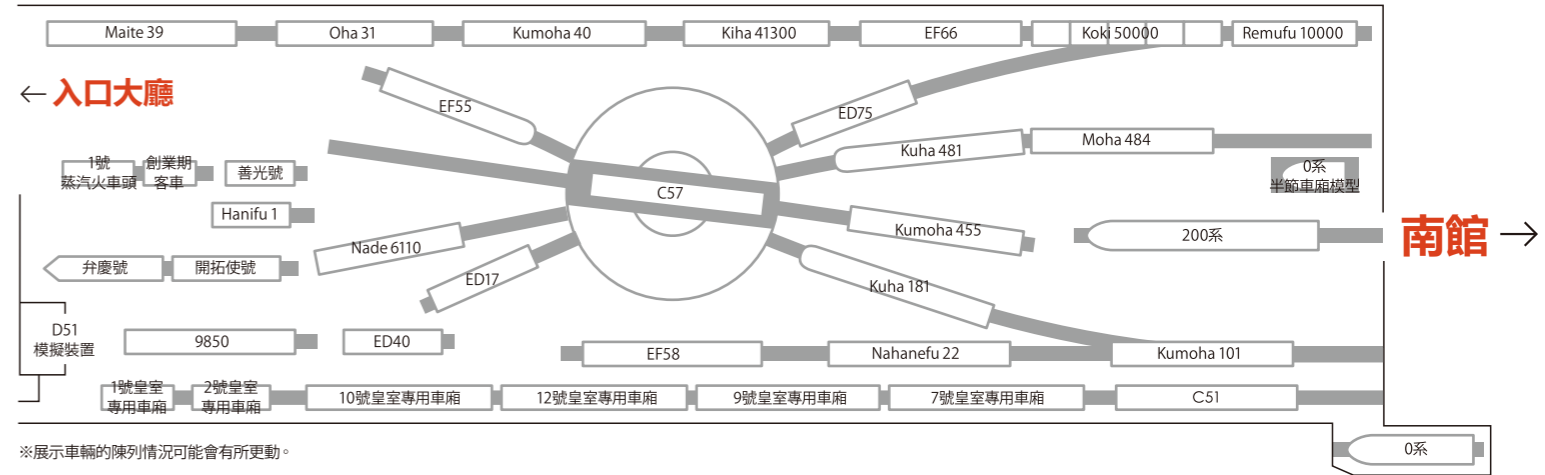 Maite 39
Oha 31
Kumoha 40
Kiha 41300
EF66
Koki 50000
Remufu 10000
← 入口大廳
EF55
ED75
Kuha 481
Moha 484
1號
蒸汽火車頭
創業期
客車
善光號
C57
0系
半節車廂模型
Hanifu 1
Nade 6110
Kumoha 455
200系
南館 →
弁慶號
開拓使號
ED17
Kuha 181
D51
模擬裝置
9850
ED40
EF58
Nahanefu 22
Kumoha 101
1號皇室
專用車廂
2號皇室
專用車廂
10號皇室專用車廂
12號皇室專用車廂
9號皇室專用車廂
7號皇室專用車廂
C51
※展示車輛的陳列情況可能會有所更動。
0系